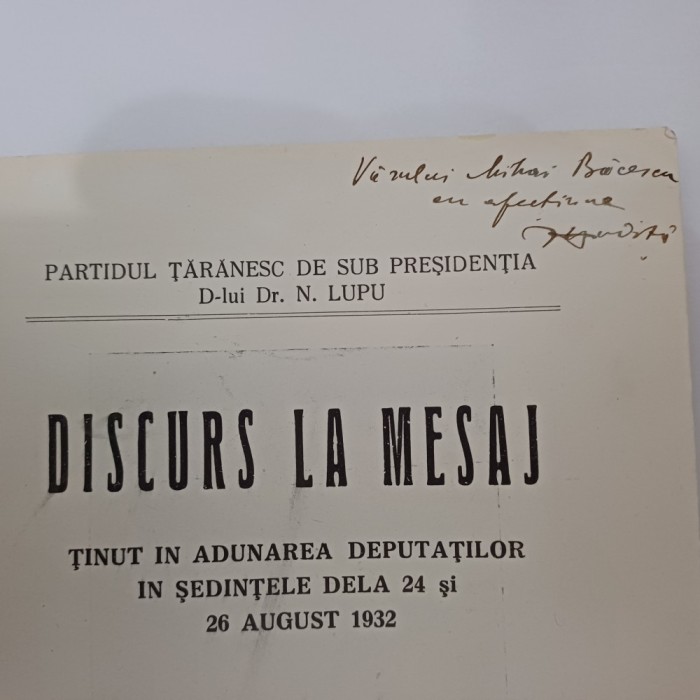 Vărului Mihai Băcescu
cu afecțiune
PARTIDUL ȚĂRĂNESC DE SUB PREȘIDENȚIA
D-lui Dr. N. LUPU
DISCURS LA MESAJ
ȚINUT IN ADUNAREA DEPUTAȚILOR
IN ȘEDINȚELE DELA 24 și
26 AUGUST 1932